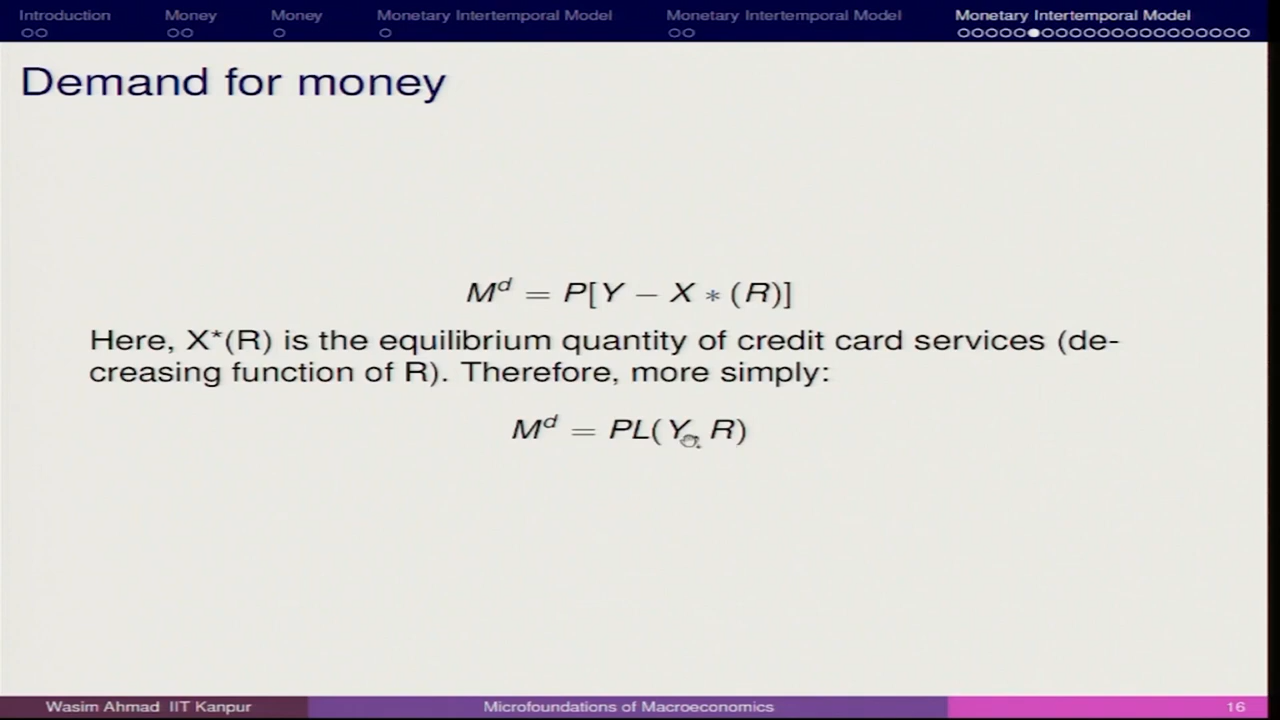 Introduction
Money
Money
Monetary Intertemporal Model
Monetary Intertemporal Model
Monetary Intertemporal Model
Demand for money
M^d = P[Y − X ∗ (R)]
Here, X*(R) is the equilibrium quantity of credit card services (de-
creasing function of R). Therefore, more simply:
M^d = PL(Y, R)
Wasim Ahmad IIT Kanpur
Microfoundations of Macroeconomics
16